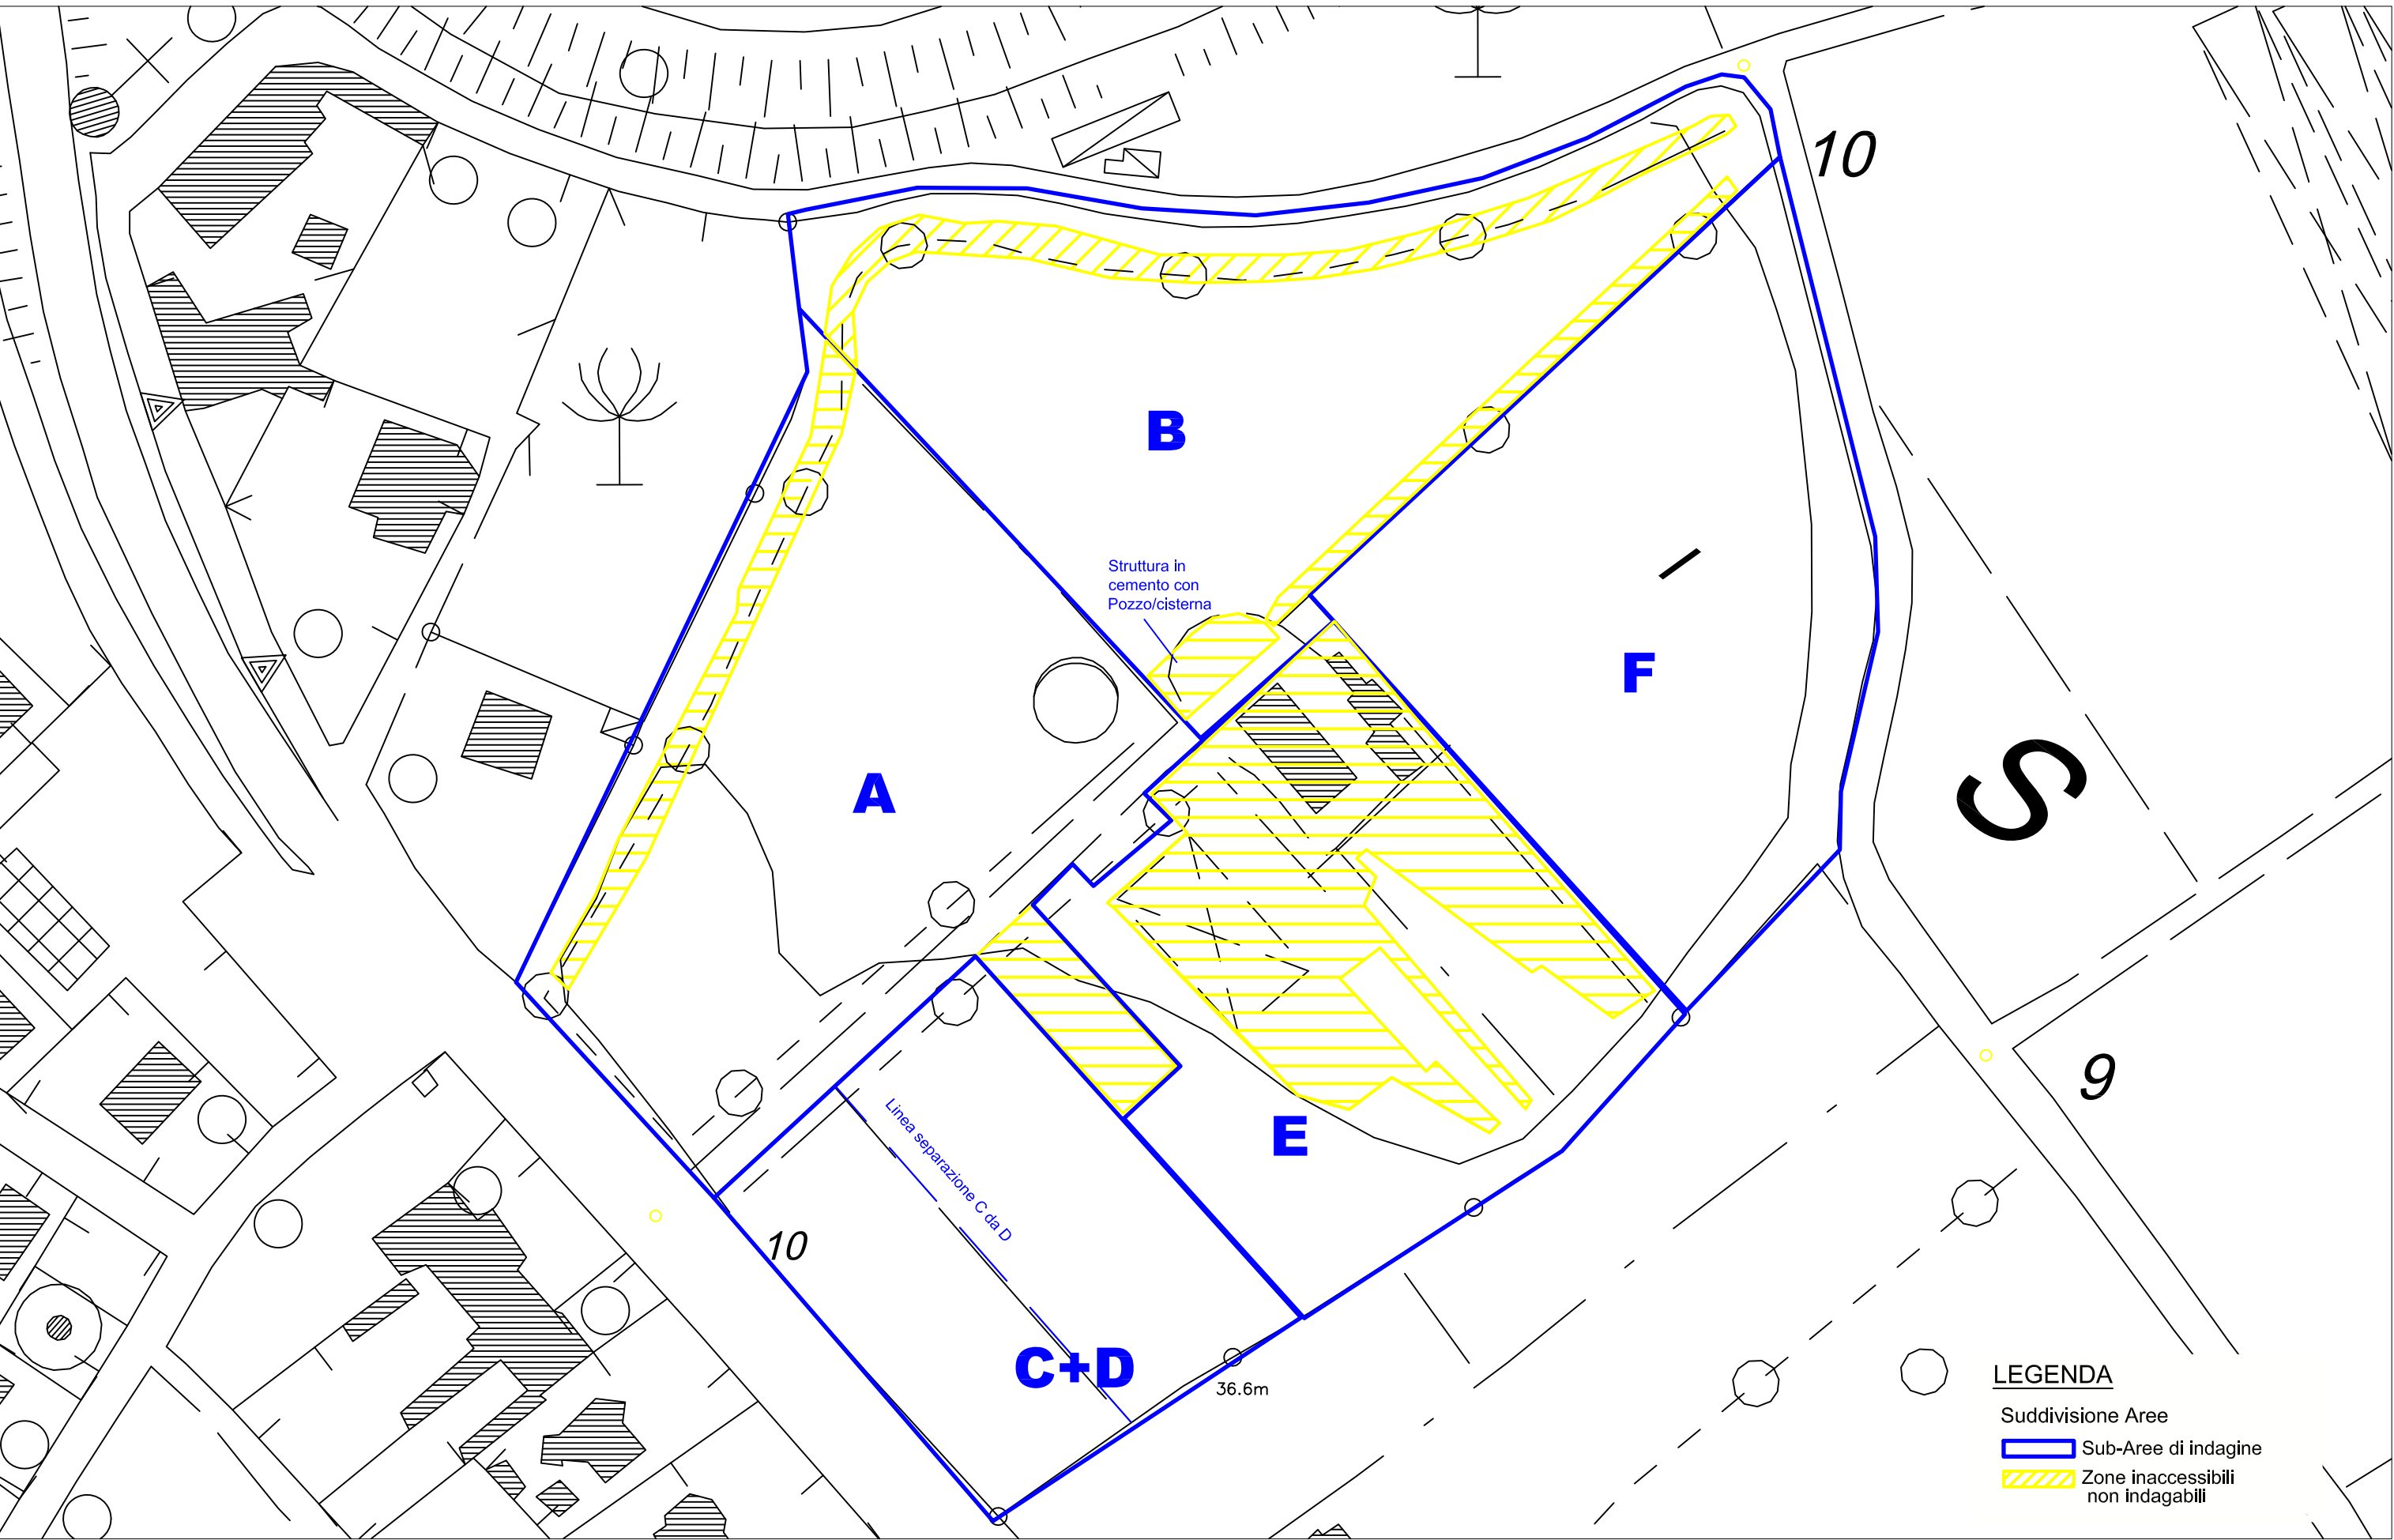 10
B
Struttura in
cemento con
Pozzo/cisterna
F
A
S
9
E
Linea separazione C da D
10
C+D
36.6m
LEGENDA
Suddivisione Aree
Sub-Aree di indagine
Zone inaccessibili
non indagabili